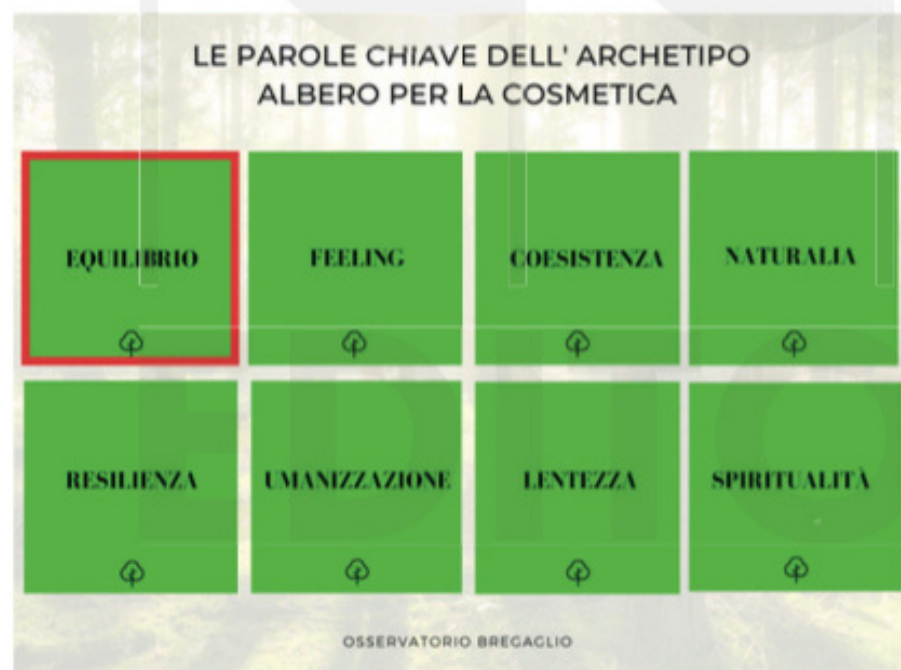 LE PAROLE CHIAVE DELL' ARCHETIPO
ALBERO PER LA COSMETICA
EQUILIBRIO
FEELING
COESISTENZA
NATURALIA
RESILIENZA
UMANIZZAZIONE
LENTEZZA
SPIRITUALITÀ
OSSERVATORIO BREGAGLIO